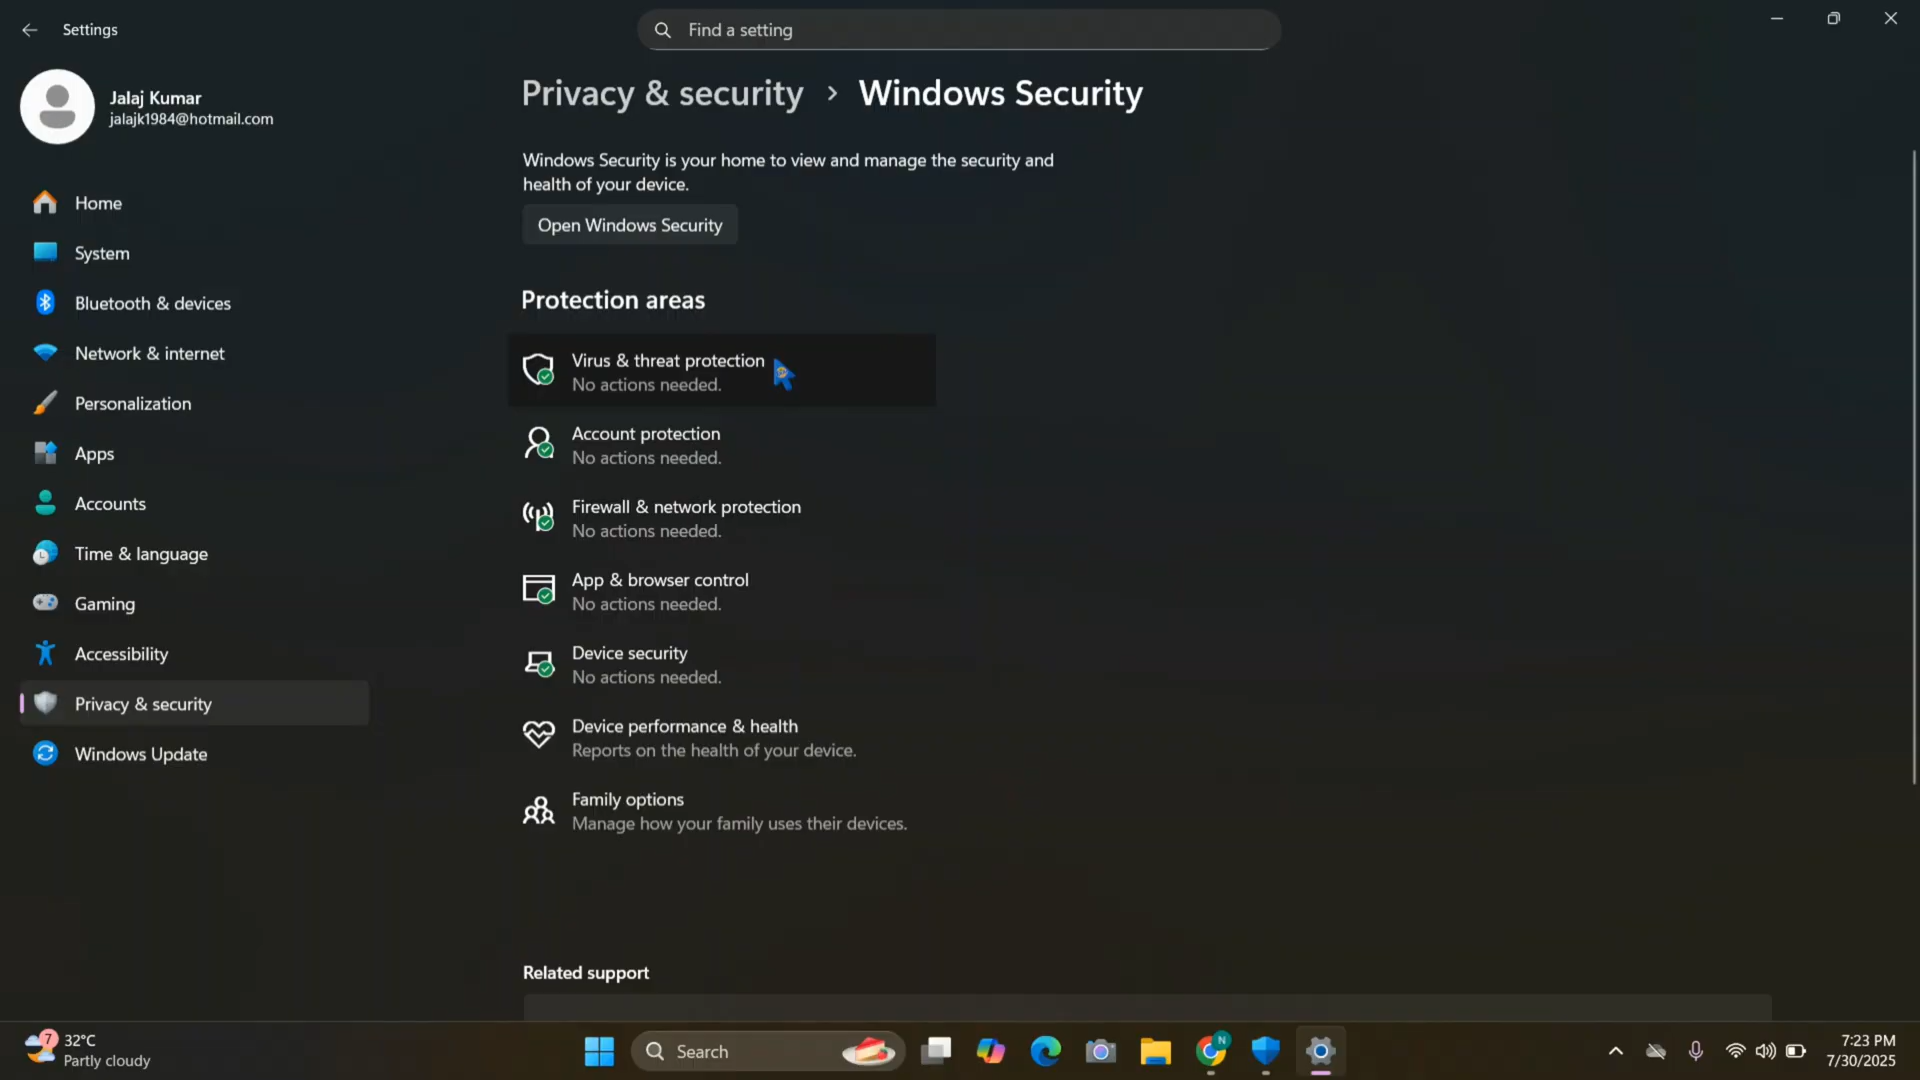 Settings
Find a setting
Jalaj Kumar
jalajk1984@hotmail.com
Home
System
Bluetooth & devices
Network & internet
Personalization
Apps
Accounts
Time & language
Gaming
Accessibility
Privacy & security
Windows Update
Privacy & security > Windows Security
Windows Security is your home to view and manage the security and
health of your device.
Open Windows Security
Protection areas
Virus & threat protection
No actions needed.
Account protection
No actions needed.
Firewall & network protection
No actions needed.
App & browser control
No actions needed.
Device security
No actions needed.
Device performance & health
Reports on the health of your device.
Family options
Manage how your family uses their devices.
Related support
7
32°C
Partly cloudy
Search
N
7:23 PM
7/30/2025